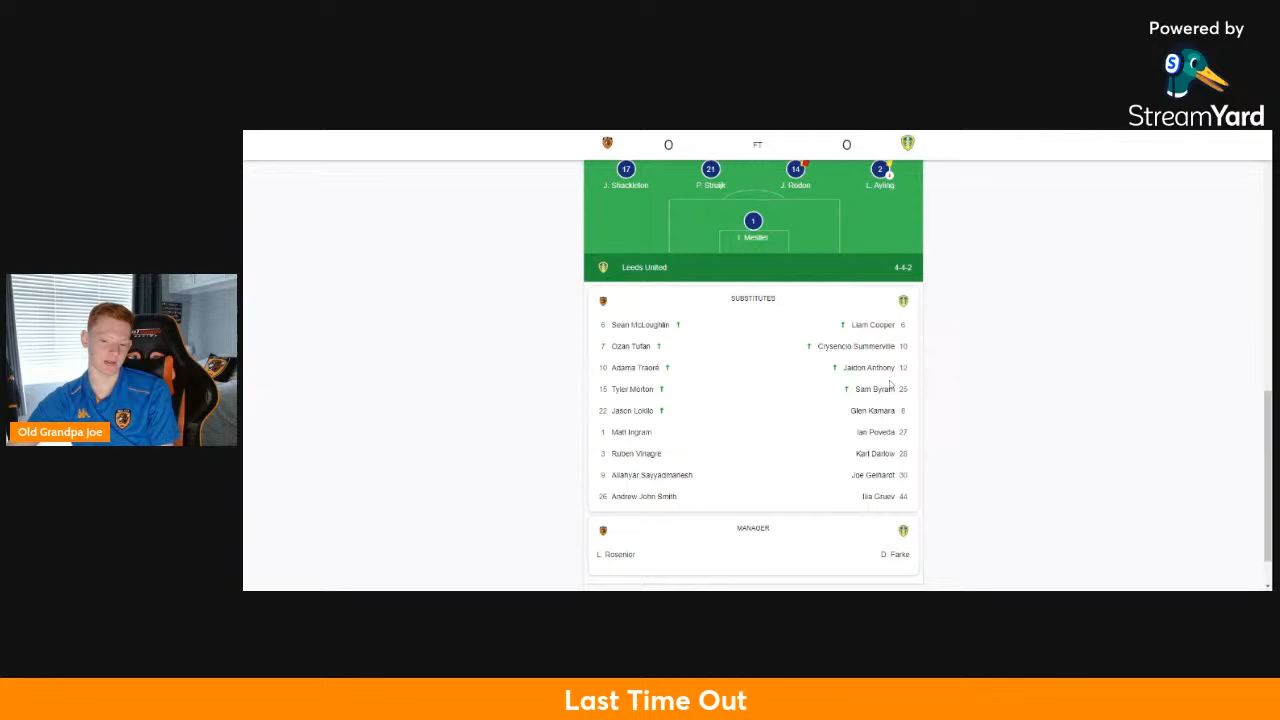 Powered by
StreamYard
0 FT 0
17 21 14 2
J. Shackleton P. Struijk J. Rodon L. Ayling
1
I. Meslier
Leeds United 4-4-2
SUBSTITUTES
6 Sean McLoughlin Liam Cooper 6
7 Ozan Tufan Crysencio Summerville 10
10 Adama Traoré Jaidon Anthony 12
15 Tyler Morton Sam Byram 25
22 Jason Lokilo Glen Kamara 8
1 Matt Ingram Ian Poveda 27
3 Ruben Vinagre Karl Darlow 28
9 Allahyar Sayyadmanesh Joe Gelhardt 30
26 Andrew John Smith Ilia Gruev 44
MANAGER
L. Rosenior D. Farke
Old Grandpa Joe
Last Time Out